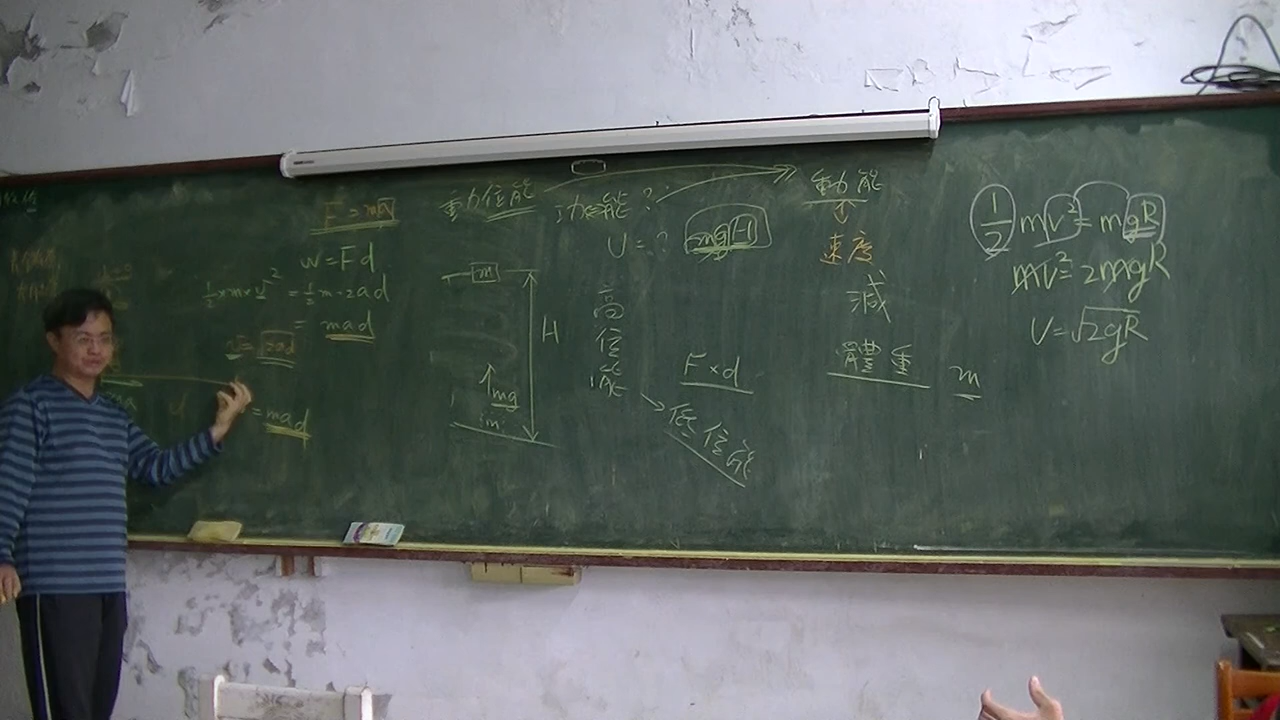 F=ma
W=Fd
½×m×v² = ½m×2ad
= mad
v=√2ad
= mad
重力位能
功≤能?
U=? mgH
m
H
mg
m
高位能
低位能
F×d
動能
速度
減
體重
m
½mv²=mgR
mv²=2mgR
V=√2gR